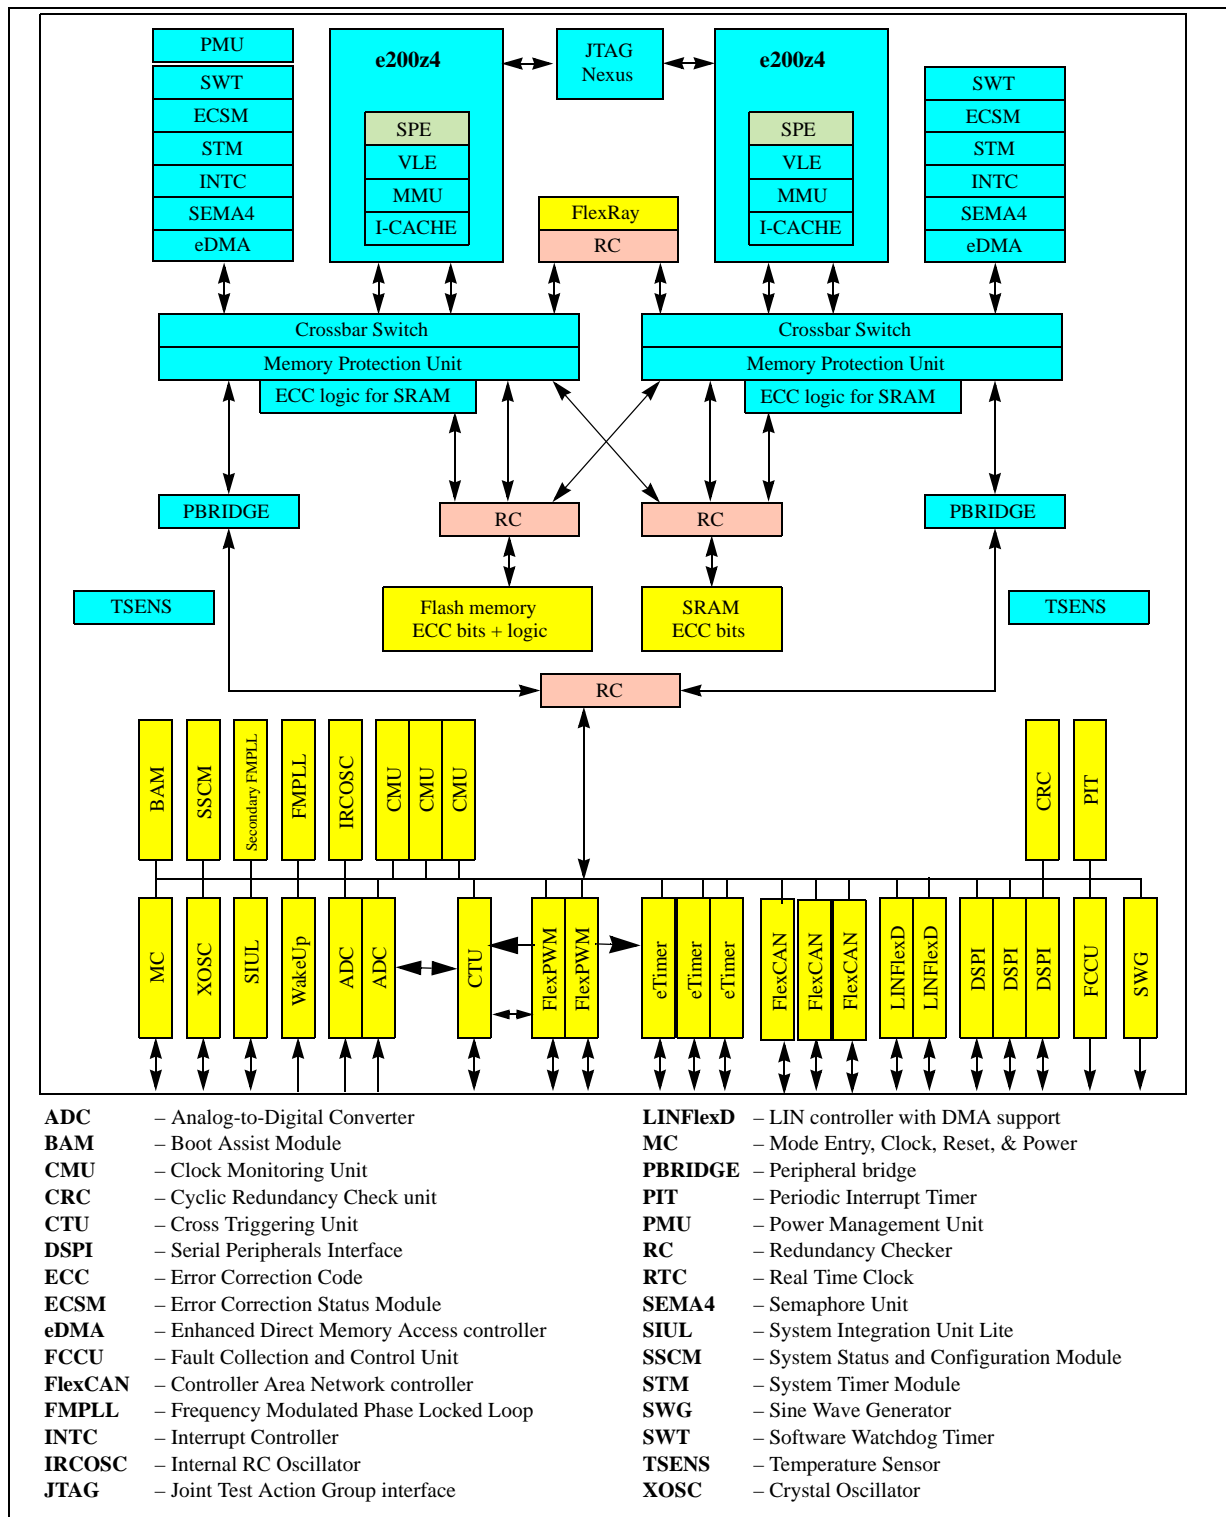 PMU
SWT
ECSM
STM
INTC
SEMA4
eDMA
e200z4
SPE
VLE
MMU
I-CACHE
JTAG
Nexus
FlexRay
RC
e200z4
SPE
VLE
MMU
I-CACHE
SWT
ECSM
STM
INTC
SEMA4
eDMA
Crossbar Switch
Memory Protection Unit
ECC logic for SRAM
Crossbar Switch
Memory Protection Unit
ECC logic for SRAM
PBRIDGE
RC
RC
PBRIDGE
TSENS
Flash memory
ECC bits + logic
SRAM
ECC bits
TSENS
RC
BAM
SSCM
Secondary FMPLL
FMPLL
IRCOSC
CMU
CMU
CMU
CRC
PIT
MC
XOSC
SIUL
WakeUp
ADC
ADC
CTU
FlexPWM
FlexPWM
eTimer
eTimer
eTimer
FlexCAN
FlexCAN
FlexCAN
LINFlexD
LINFlexD
DSPI
DSPI
DSPI
FCCU
SWG
ADC – Analog-to-Digital Converter
BAM – Boot Assist Module
CMU – Clock Monitoring Unit
CRC – Cyclic Redundancy Check unit
CTU – Cross Triggering Unit
DSPI – Serial Peripherals Interface
ECC – Error Correction Code
ECSM – Error Correction Status Module
eDMA – Enhanced Direct Memory Access controller
FCCU – Fault Collection and Control Unit
FlexCAN – Controller Area Network controller
FMPLL – Frequency Modulated Phase Locked Loop
INTC – Interrupt Controller
IRCOSC – Internal RC Oscillator
JTAG – Joint Test Action Group interface
LINFlexD – LIN controller with DMA support
MC – Mode Entry, Clock, Reset, & Power
PBRIDGE – Peripheral bridge
PIT – Periodic Interrupt Timer
PMU – Power Management Unit
RC – Redundancy Checker
RTC – Real Time Clock
SEMA4 – Semaphore Unit
SIUL – System Integration Unit Lite
SSCM – System Status and Configuration Module
STM – System Timer Module
SWG – Sine Wave Generator
SWT – Software Watchdog Timer
TSENS – Temperature Sensor
XOSC – Crystal Oscillator